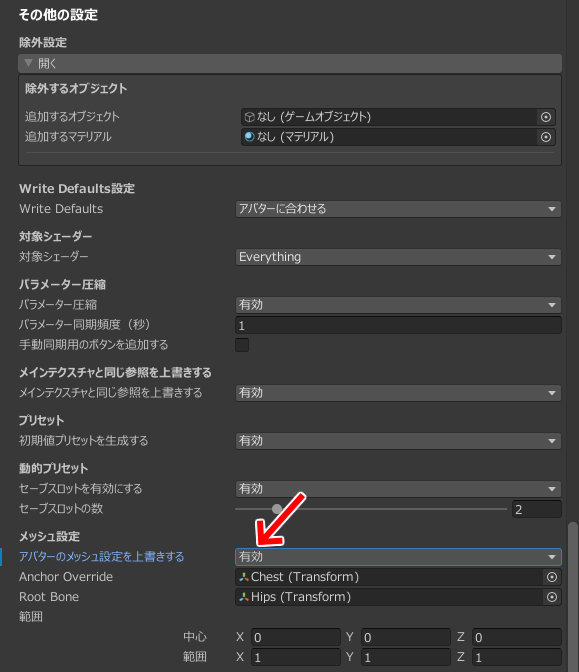 その他の設定
除外設定
開く
除外するオブジェクト
追加するオブジェクト なし (ゲームオブジェクト)
追加するマテリアル なし (マテリアル)
Write Defaults設定
Write Defaults アバターに合わせる
対象シェーダー
対象シェーダー Everything
パラメーター圧縮
パラメーター圧縮 有効
パラメーター同期頻度（秒） 1
手動同期用のボタンを追加する
メインテクスチャと同じ参照を上書きする
メインテクスチャと同じ参照を上書きする 有効
プリセット
初期値プリセットを生成する 有効
動的プリセット
セーブスロットを有効にする 有効
セーブスロットの数 2
メッシュ設定
アバターのメッシュ設定を上書きする 有効
Anchor Override Chest (Transform)
Root Bone Hips (Transform)
範囲
中心 X 0 Y 0 Z 0
範囲 X 1 Y 1 Z 1